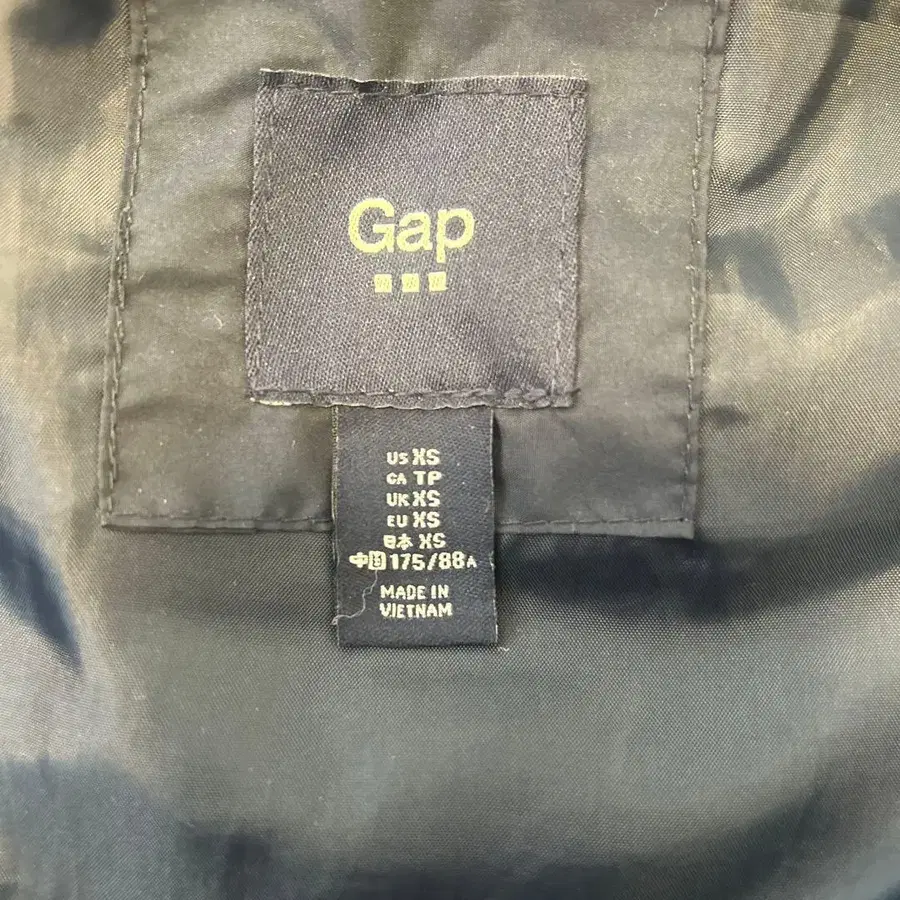 Gap
US XS
CA TP
UK XS
EU XS
日本 XS
中国 175/88A
MADE IN
VIETNAM